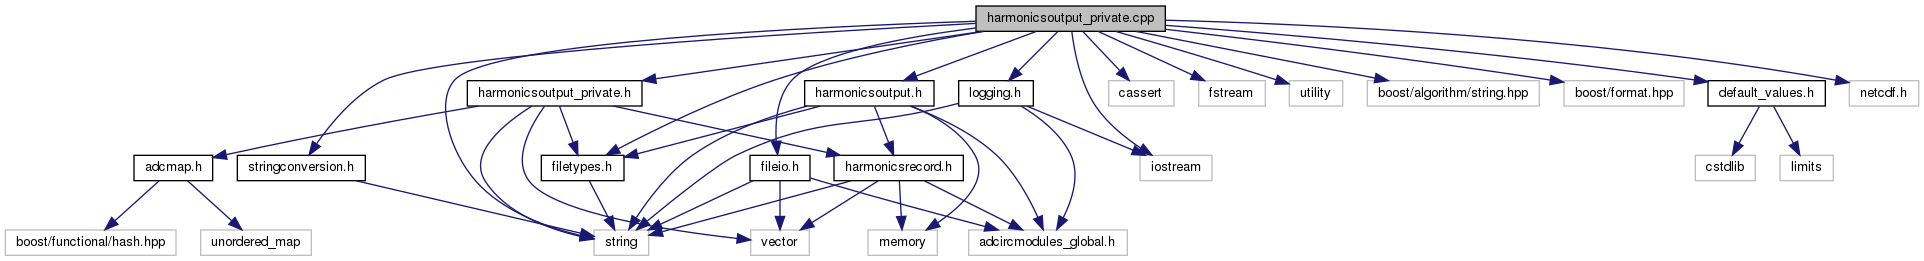 harmonicsoutput_private.cpp
harmonicsoutput_private.h
harmonicsoutput.h
logging.h
cassert
fstream
utility
boost/algorithm/string.hpp
boost/format.hpp
default_values.h
netcdf.h
adcmap.h
stringconversion.h
filetypes.h
fileio.h
harmonicsrecord.h
iostream
cstdlib
limits
boost/functional/hash.hpp
unordered_map
string
vector
memory
adcircmodules_global.h